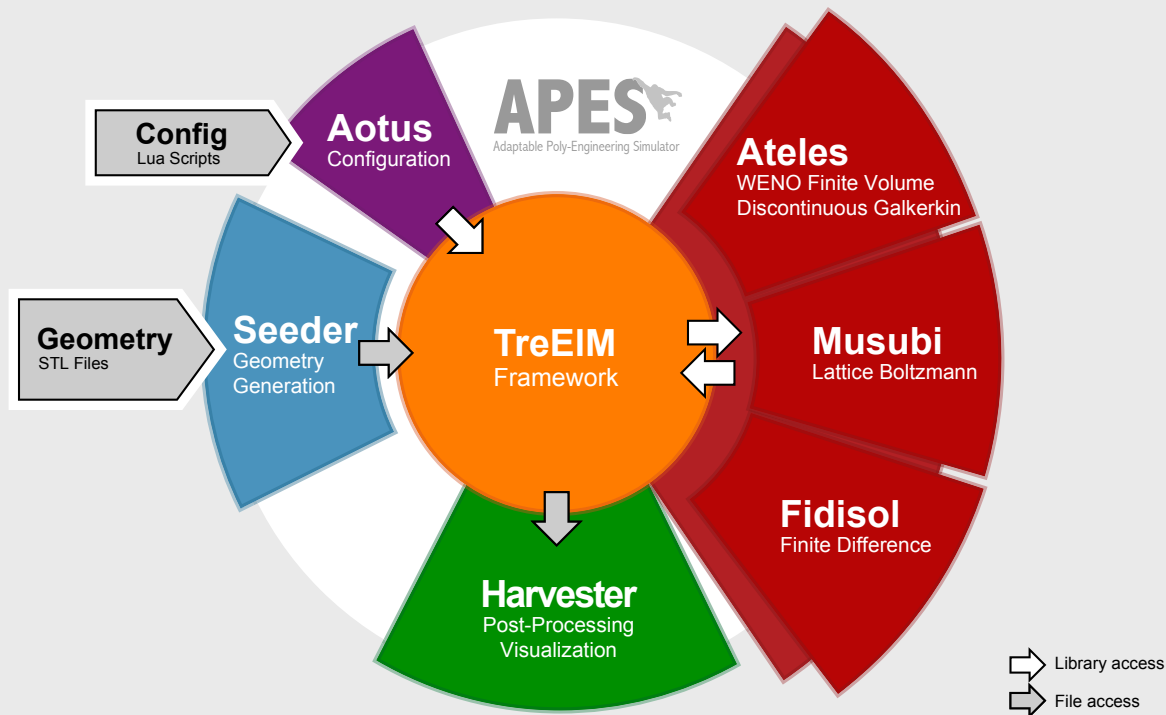 APES
Adaptable Poly-Engineering Simulator
Config
Lua Scripts
Aotus
Configuration
Ateles
WENO Finite Volume
Discontinuous Galkerkin
Geometry
STL Files
Seeder
Geometry
Generation
TreElM
Framework
Musubi
Lattice Boltzmann
Fidisol
Finite Difference
Harvester
Post-Processing
Visualization
Library access
File access